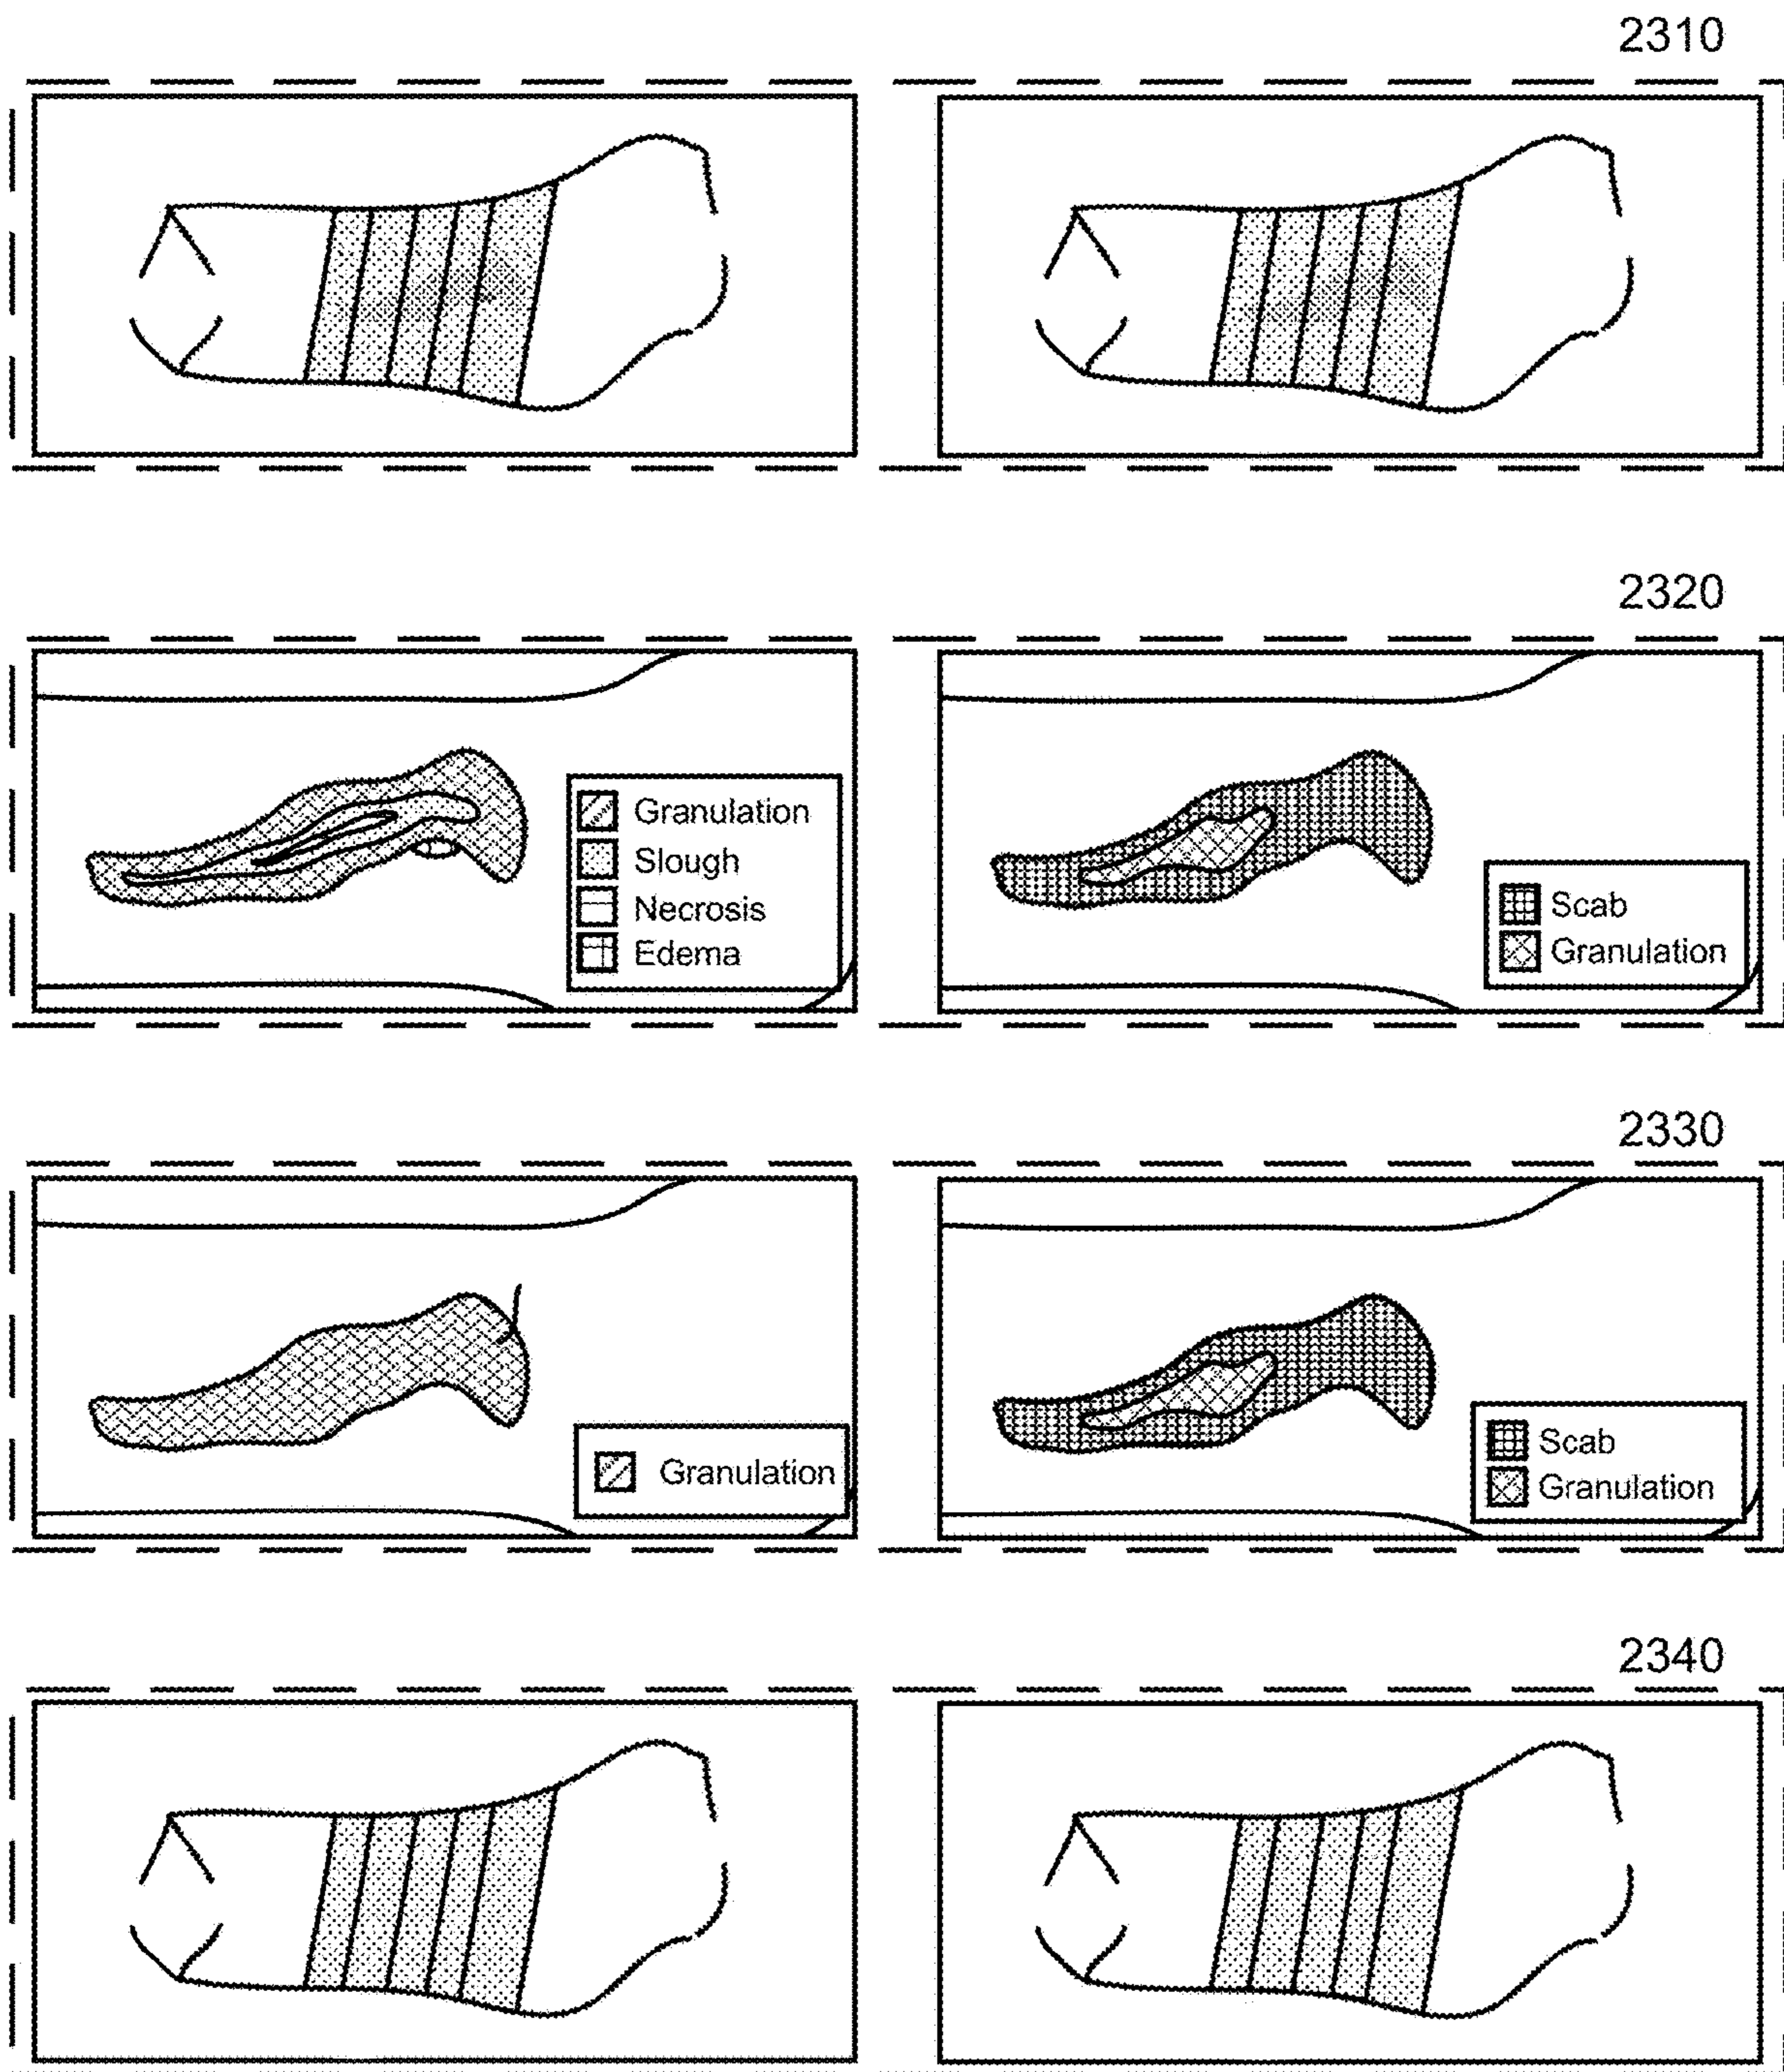 2310
2320
Granulation
Slough
Necrosis
Edema
Scab
Granulation
2330
Granulation
Scab
Granulation
2340